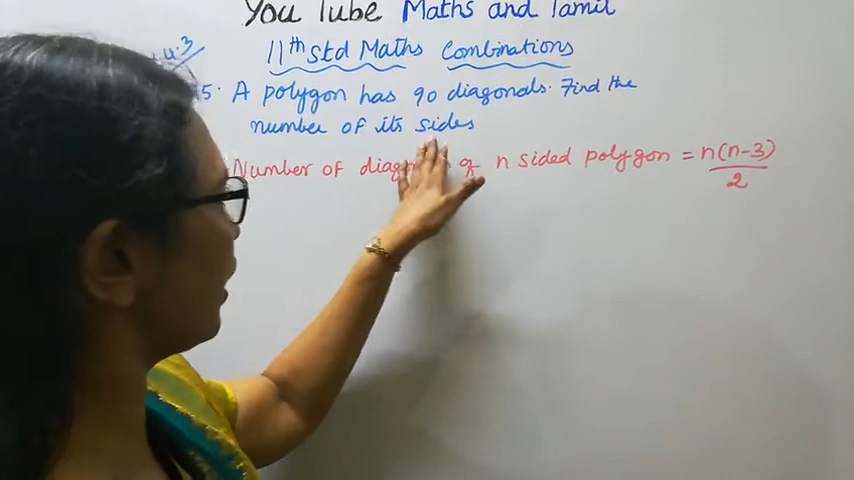 You Tube Maths and Tamil
11th Std Maths Combinations
4.3
5. A polygon has 90 diagonals. Find the
number of its sides
Number of of n sided polygon = n(n-3)
2